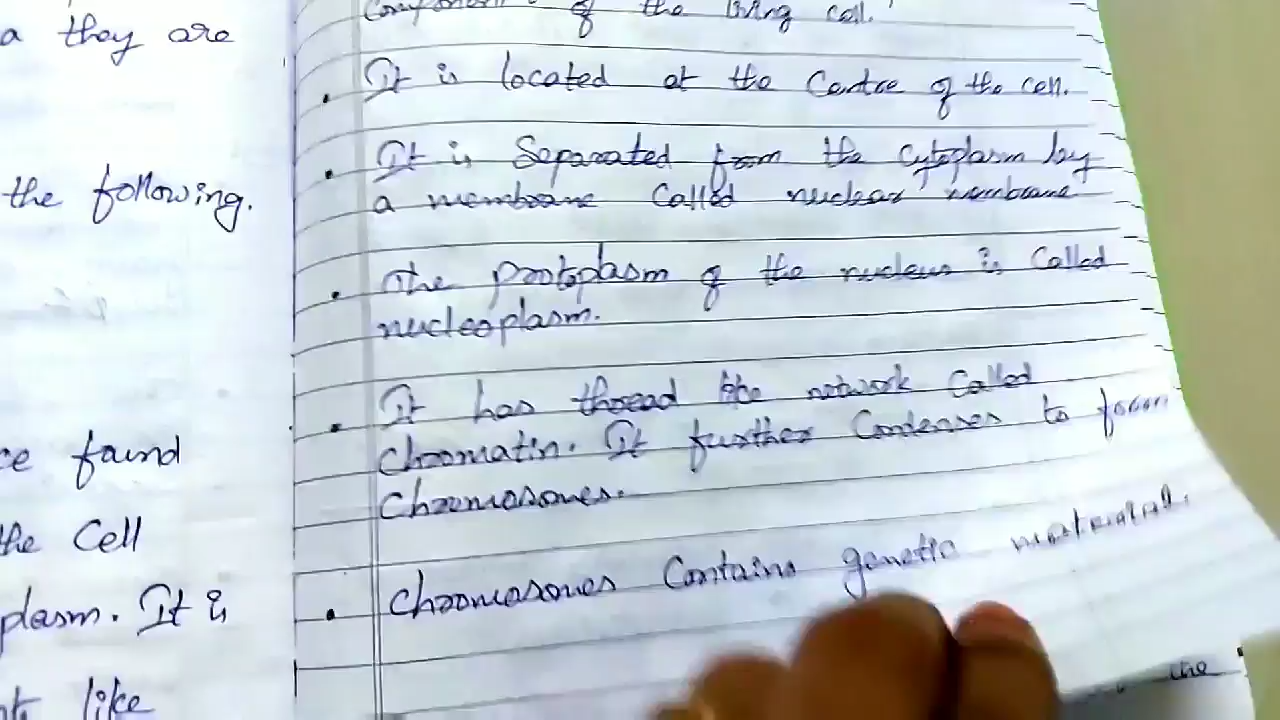 a they are
the following.
ce found
the Cell
plasm. It is
like
of the living cell.
It is located at the Centre of the cell.
It is Separated from the Cytoplasm by
a membrane Called nuclear membrane
The protoplasm of the nucleus is Called
nucleoplasm.
It has thread like network Called
Chromatin. It further Condenses to form
Chromosomes.
Chromosomes Contains genetic materials.
the